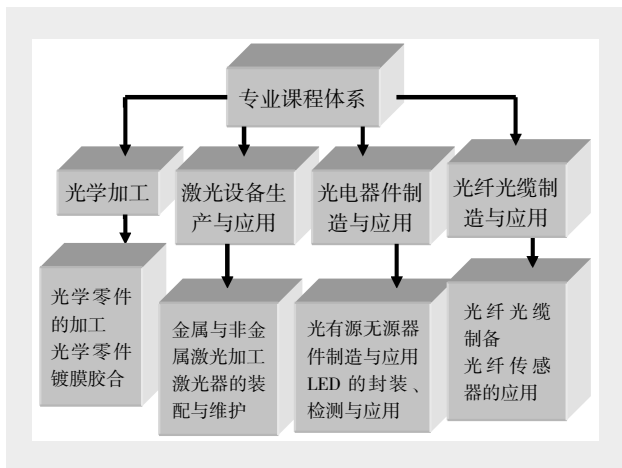 专业课程体系
光学加工
激光设备生
产与应用
光电器件制
造与应用
光纤光缆制
造与应用
光学零件
的加工
光学零件
镀膜胶合
金属与非金
属激光加工
激光器的装
配与维护
光有源无源器
件制造与应用
LED 的封装、
检测与应用
光纤光缆
制备
光纤传感
器的应用